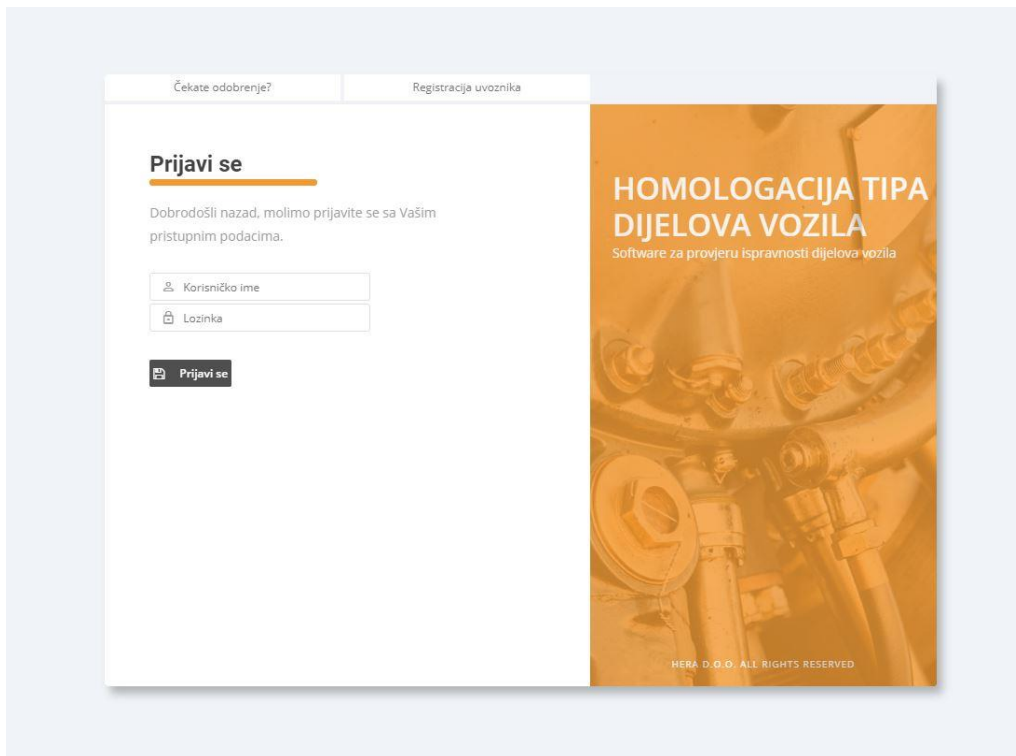 Čekate odobrenje?
Registracija uvoznika
Prijavi se
Dobrodošli nazad, molimo prijavite se sa Vašim
pristupnim podacima.
Korisničko ime
Lozinka
Prijavi se
HOMOLOGACIJA TIPA
DIJELOVA VOZILA
Software za provjeru ispravnosti dijelova vozila
HERA D.O.O. ALL RIGHTS RESERVED